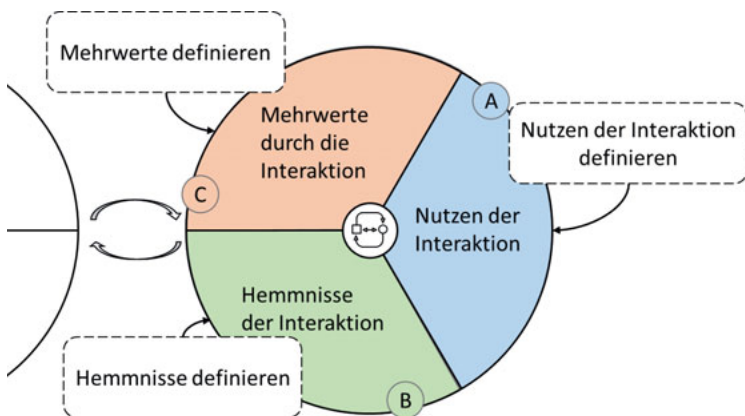 Mehrwerte definieren
A
Mehrwerte
durch die
Interaktion
Nutzen der Interaktion
definieren
C
Nutzen der
Interaktion
Hemmnisse
der Interaktion
Hemmnisse definieren
B